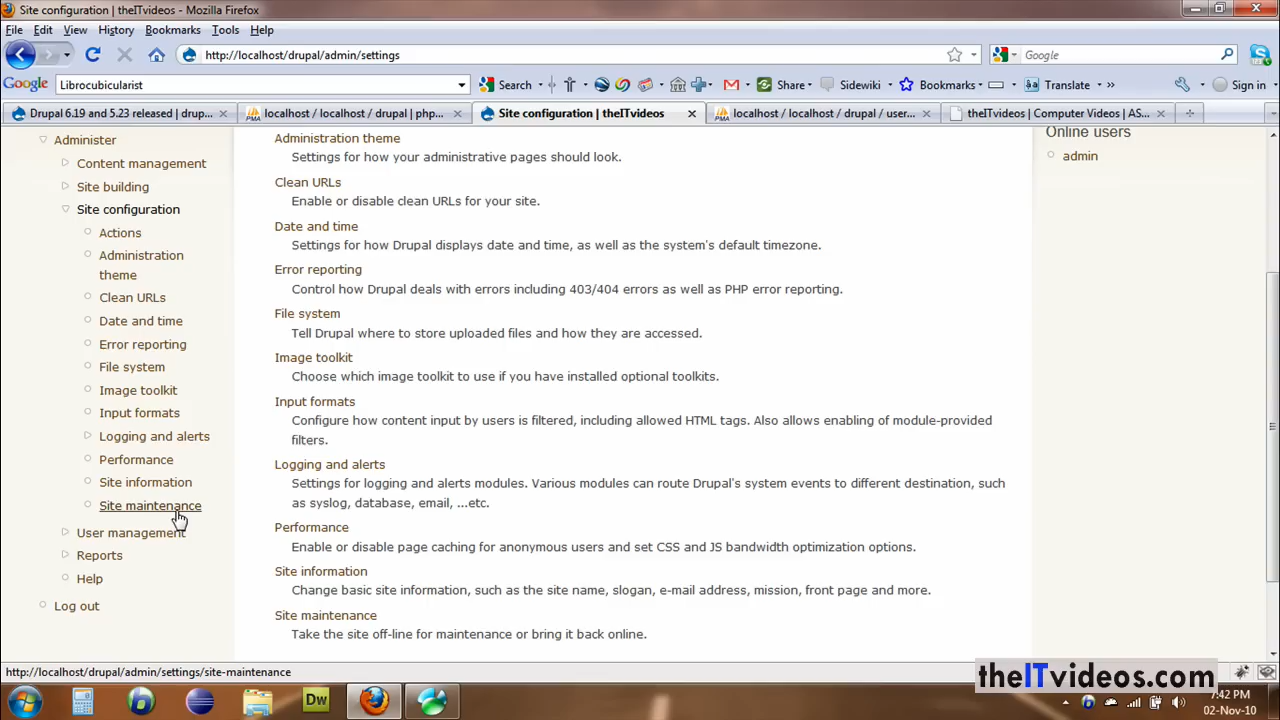 Site configuration | theITvideos - Mozilla Firefox
File Edit View History Bookmarks Tools Help
http://localhost/drupal/admin/settings
Google
Google Librocubicularist Search Share Sidewiki Bookmarks Translate Sign in
Drupal 6.19 and 5.23 released | drup... localhost / localhost / drupal | php... Site configuration | theITvideos localhost / localhost / drupal / user... theITvideos | Computer Videos | AS...
Administer
Content management
Site building
Site configuration
Actions
Administration
theme
Clean URLs
Date and time
Error reporting
File system
Image toolkit
Input formats
Logging and alerts
Performance
Site information
Site maintenance
User management
Reports
Help
Log out
Administration theme
Settings for how your administrative pages should look.
Clean URLs
Enable or disable clean URLs for your site.
Date and time
Settings for how Drupal displays date and time, as well as the system's default timezone.
Error reporting
Control how Drupal deals with errors including 403/404 errors as well as PHP error reporting.
File system
Tell Drupal where to store uploaded files and how they are accessed.
Image toolkit
Choose which image toolkit to use if you have installed optional toolkits.
Input formats
Configure how content input by users is filtered, including allowed HTML tags. Also allows enabling of module-provided
filters.
Logging and alerts
Settings for logging and alerts modules. Various modules can route Drupal's system events to different destination, such
as syslog, database, email, ...etc.
Performance
Enable or disable page caching for anonymous users and set CSS and JS bandwidth optimization options.
Site information
Change basic site information, such as the site name, slogan, e-mail address, mission, front page and more.
Site maintenance
Take the site off-line for maintenance or bring it back online.
Online users
admin
http://localhost/drupal/admin/settings/site-maintenance
theITvideos.com
Dw
7:42 PM
02-Nov-10